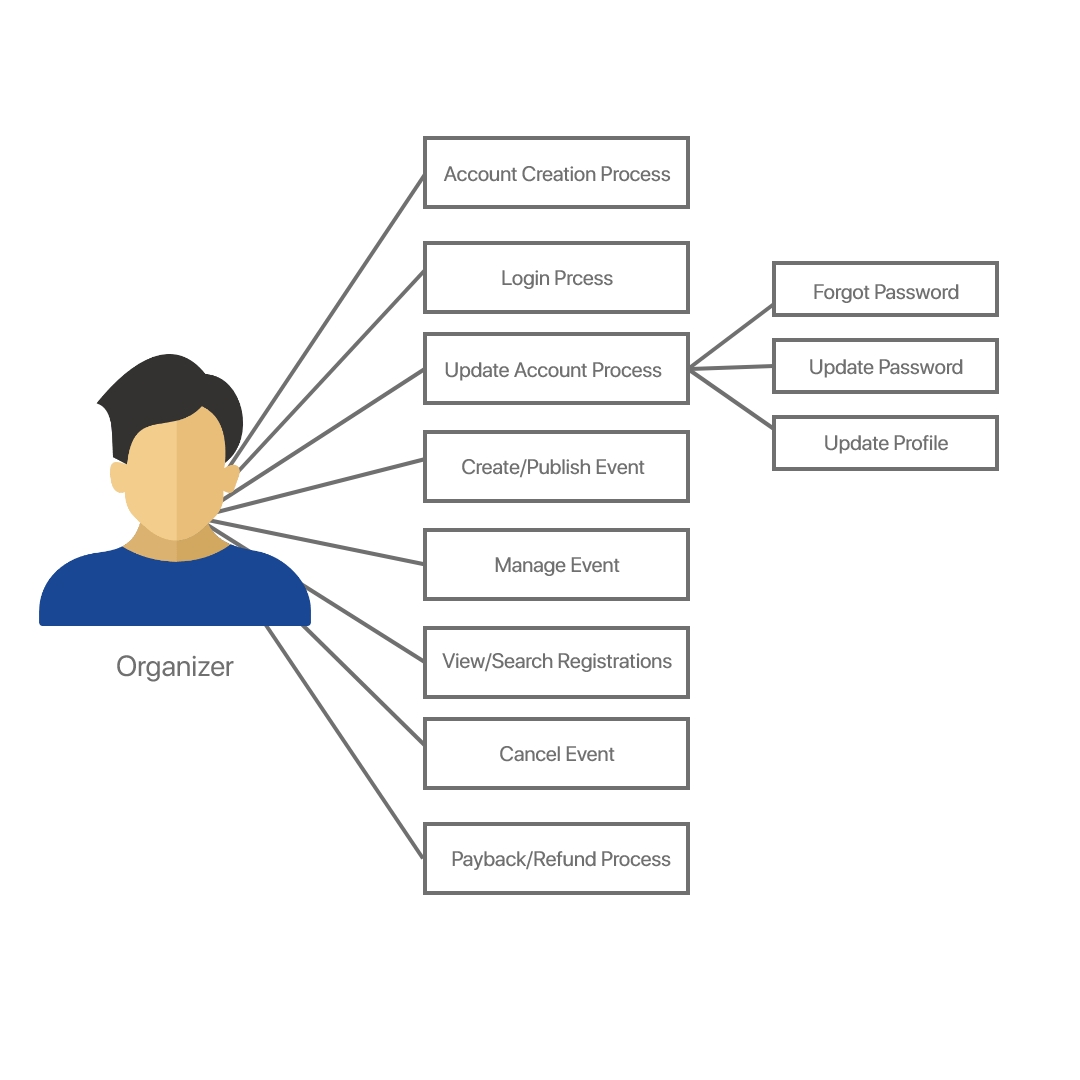 Account Creation Process
Login Prcess
Update Account Process
Create/Publish Event
Manage Event
View/Search Registrations
Cancel Event
Payback/Refund Process
Forgot Password
Update Password
Update Profile
Organizer